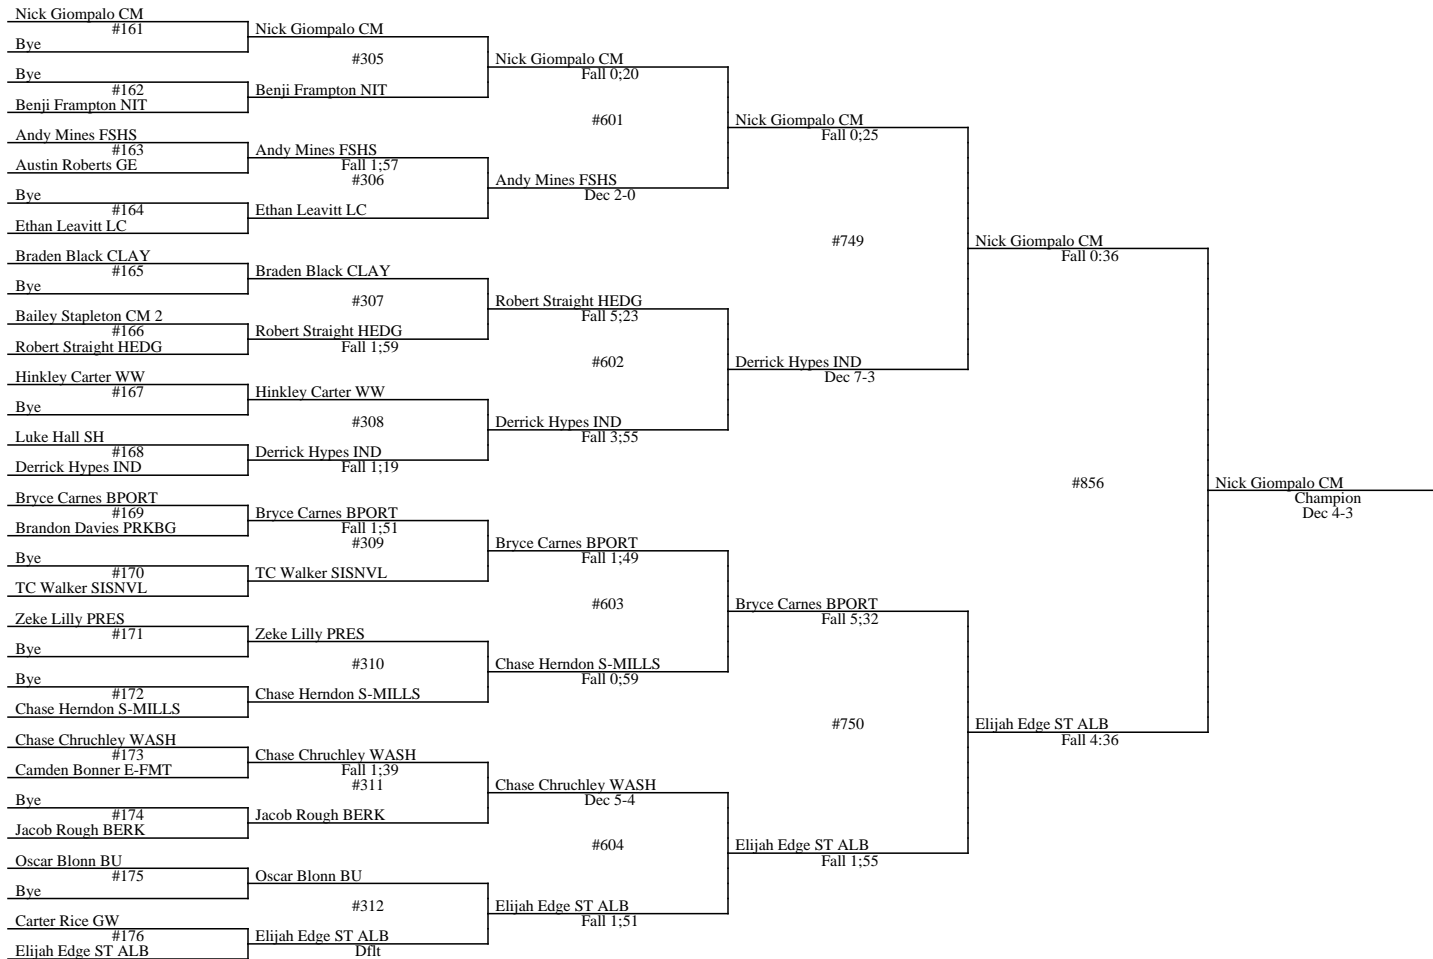 Nick Giompalo CM
#161
Bye
Bye
#162
Benji Frampton NIT
Andy Mines FSHS
#163
Austin Roberts GE
Bye
#164
Ethan Leavitt LC
Braden Black CLAY
#165
Bye
Bailey Stapleton CM 2
#166
Robert Straight HEDG
Hinkley Carter WW
#167
Bye
Luke Hall SH
#168
Derrick Hypes IND
Bryce Carnes BPORT
#169
Brandon Davies PRKBG
Bye
#170
TC Walker SISNVL
Zeke Lilly PRES
#171
Bye
Bye
#172
Chase Herndon S-MILLS
Chase Chruchley WASH
#173
Camden Bonner E-FMT
Bye
#174
Jacob Rough BERK
Oscar Blonn BU
#175
Bye
Carter Rice GW
#176
Elijah Edge ST ALB
Nick Giompalo CM
#305
Benji Frampton NIT
Andy Mines FSHS
Fall 1;57
#306
Ethan Leavitt LC
Braden Black CLAY
#307
Robert Straight HEDG
Fall 1;59
Hinkley Carter WW
#308
Derrick Hypes IND
Fall 1;19
Bryce Carnes BPORT
Fall 1;51
#309
TC Walker SISNVL
Zeke Lilly PRES
#310
Chase Herndon S-MILLS
Chase Chruchley WASH
Fall 1;39
#311
Jacob Rough BERK
Oscar Blonn BU
#312
Elijah Edge ST ALB
Dflt
Nick Giompalo CM
Fall 0;20
#601
Andy Mines FSHS
Dec 2-0
Robert Straight HEDG
Fall 5;23
#602
Derrick Hypes IND
Fall 3;55
Bryce Carnes BPORT
Fall 1;49
#603
Chase Herndon S-MILLS
Fall 0;59
Chase Chruchley WASH
Dec 5-4
#604
Elijah Edge ST ALB
Fall 1;51
Nick Giompalo CM
Fall 0;25
#749
Derrick Hypes IND
Dec 7-3
Bryce Carnes BPORT
Fall 5;32
#750
Elijah Edge ST ALB
Fall 1;55
Nick Giompalo CM
Fall 0:36
#856
Elijah Edge ST ALB
Fall 4:36
Nick Giompalo CM
Champion
Dec 4-3